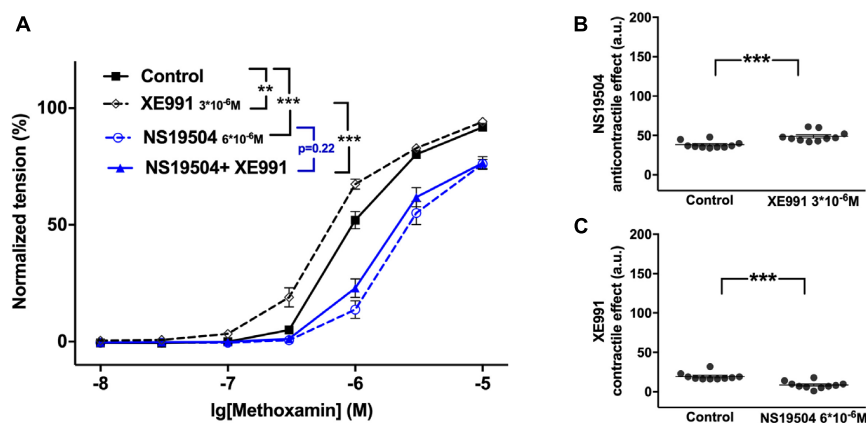 A
Normalized tension (%)
100
50
0
Control
XE991 3*10-6M
NS19504 6*10-6M
NS19504+ XE991
**
***
p=0.22
***
-8
-7
-6
-5
lg[Methoxamin] (M)
B
NS19504
anticontractile effect (a.u.)
200
150
100
50
0
***
Control
XE991 3*10-6M
C
XE991
contractile effect (a.u.)
200
150
100
50
0
***
Control
NS19504 6*10-6M